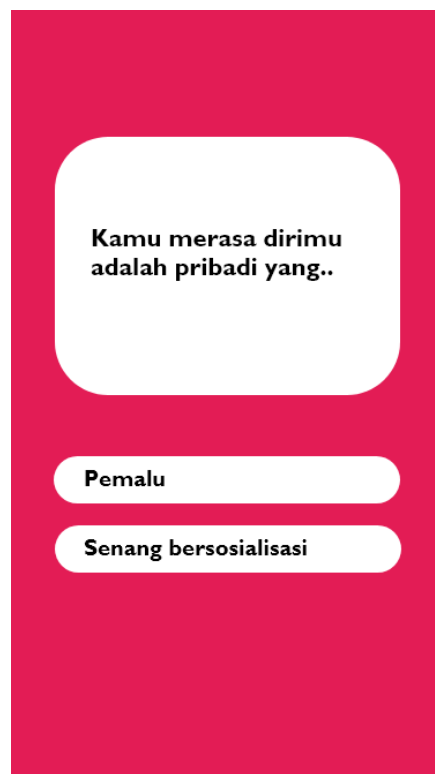 Kamu merasa dirimu
adalah pribadi yang..
Pemalu
Senang bersosialisasi